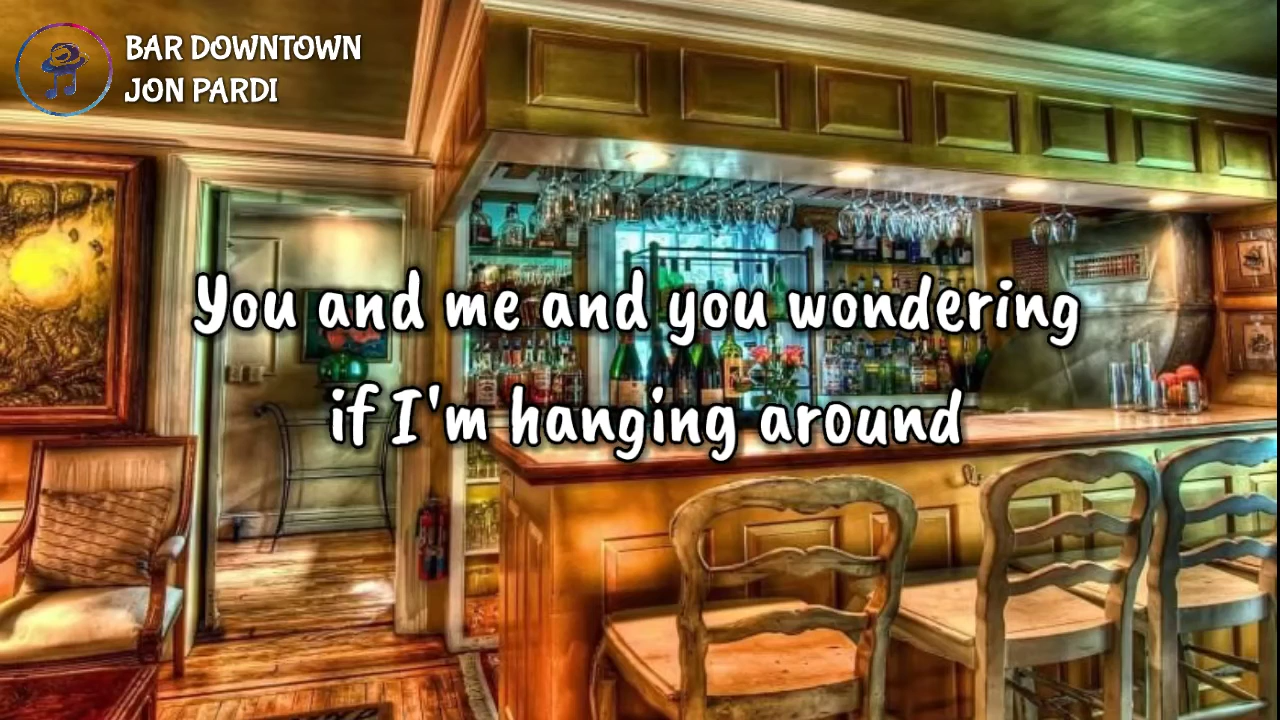 BAR DOWNTOWN
JON PARDI
You and me and you wondering
if I'm hanging around